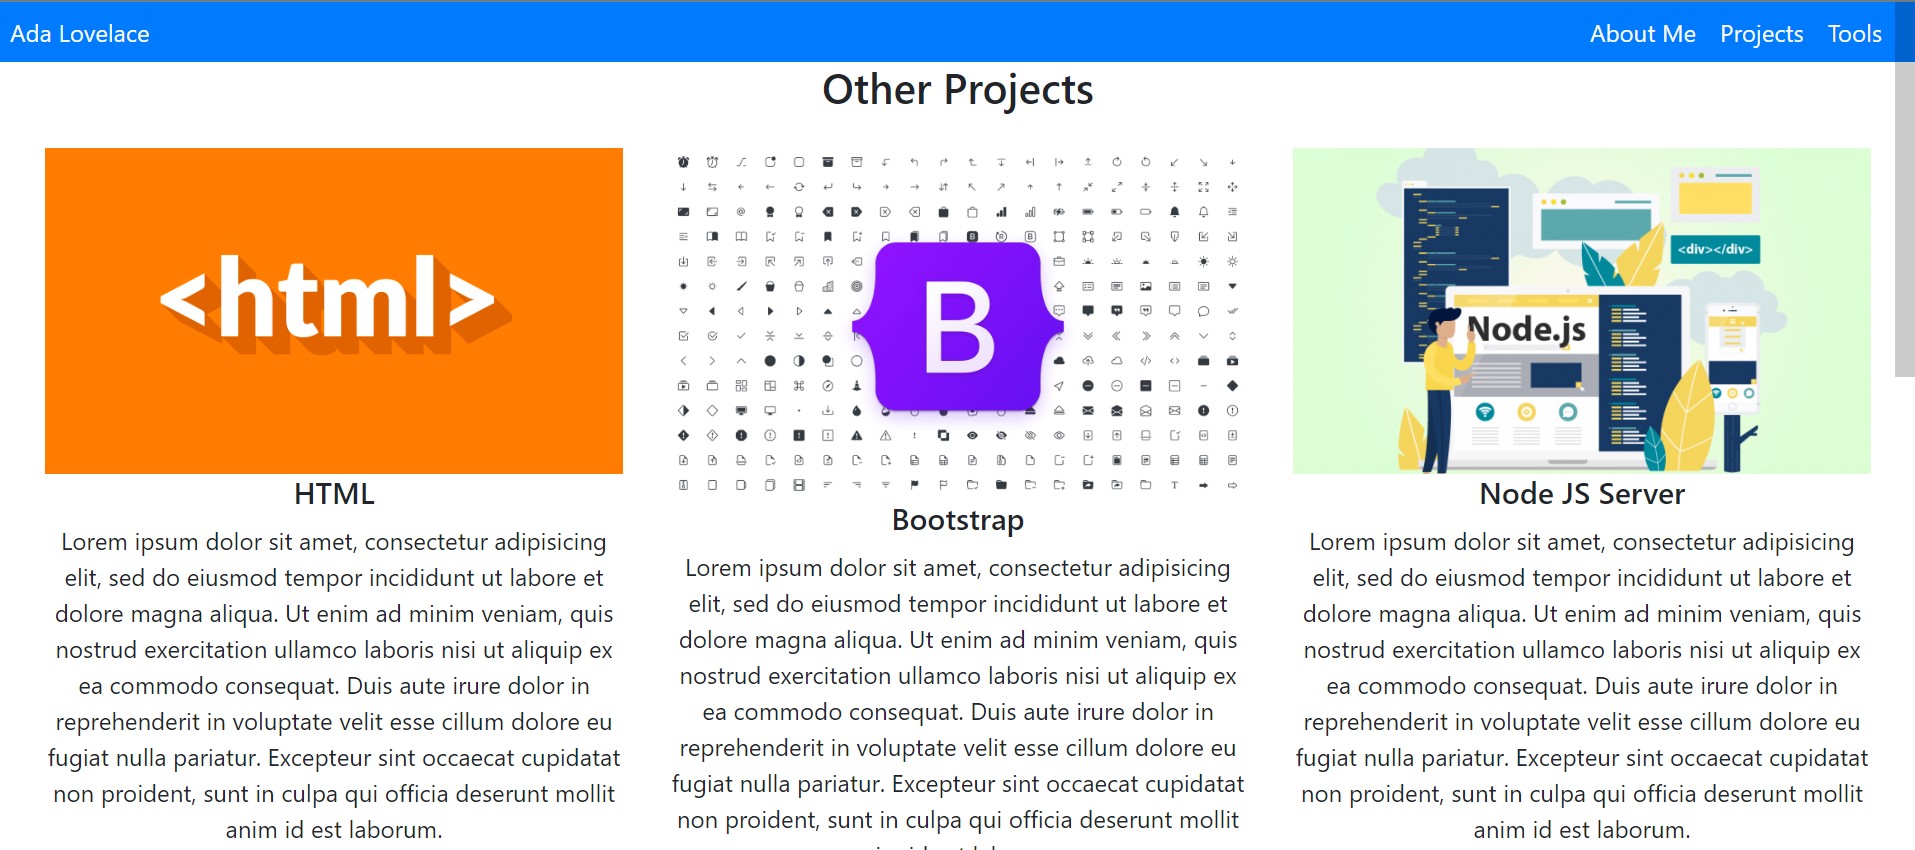 Ada Lovelace
About Me Projects Tools
Other Projects
<html>
HTML
Lorem ipsum dolor sit amet, consectetur adipisicing
elit, sed do eiusmod tempor incididunt ut labore et
dolore magna aliqua. Ut enim ad minim veniam, quis
nostrud exercitation ullamco laboris nisi ut aliquip ex
ea commodo consequat. Duis aute irure dolor in
reprehenderit in voluptate velit esse cillum dolore eu
fugiat nulla pariatur. Excepteur sint occaecat cupidatat
non proident, sunt in culpa qui officia deserunt mollit
anim id est laborum.
B
Bootstrap
Lorem ipsum dolor sit amet, consectetur adipisicing
elit, sed do eiusmod tempor incididunt ut labore et
dolore magna aliqua. Ut enim ad minim veniam, quis
nostrud exercitation ullamco laboris nisi ut aliquip ex
ea commodo consequat. Duis aute irure dolor in
reprehenderit in voluptate velit esse cillum dolore eu
fugiat nulla pariatur. Excepteur sint occaecat cupidatat
non proident, sunt in culpa qui officia deserunt mollit
<div></div>
Node.js
Node JS Server
Lorem ipsum dolor sit amet, consectetur adipisicing
elit, sed do eiusmod tempor incididunt ut labore et
dolore magna aliqua. Ut enim ad minim veniam, quis
nostrud exercitation ullamco laboris nisi ut aliquip ex
ea commodo consequat. Duis aute irure dolor in
reprehenderit in voluptate velit esse cillum dolore eu
fugiat nulla pariatur. Excepteur sint occaecat cupidatat
non proident, sunt in culpa qui officia deserunt mollit
anim id est laborum.